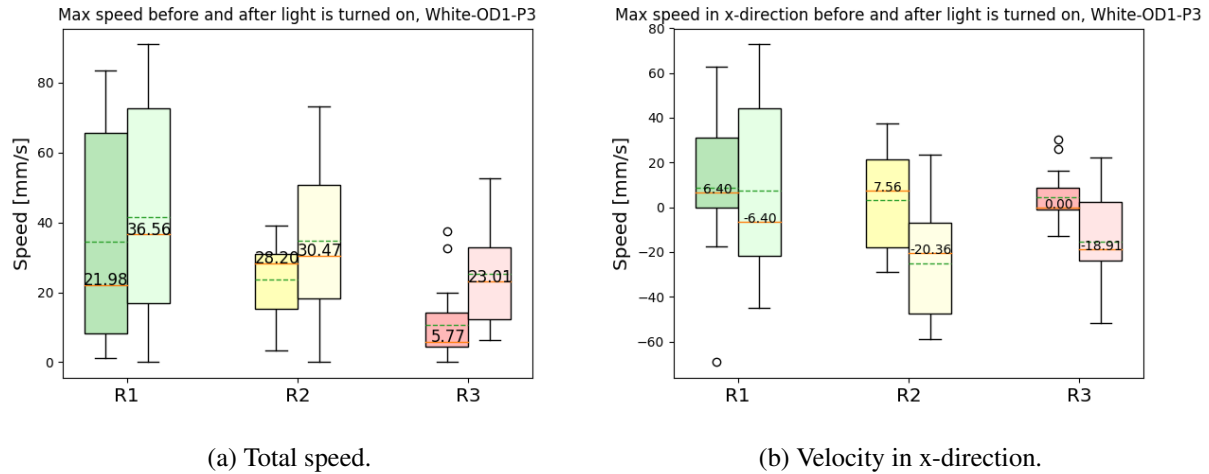 Max speed before and after light is turned on, White-OD1-P3
Speed [mm/s]
80
60
40
20
0
21.98
36.56
28.20
30.47
5.77
23.01
R1
R2
R3
(a) Total speed.
Max speed in x-direction before and after light is turned on, White-OD1-P3
Speed [mm/s]
80
60
40
20
0
−20
−40
−60
6.40
-6.40
7.56
-20.36
0.00
-18.91
R1
R2
R3
(b) Velocity in x-direction.